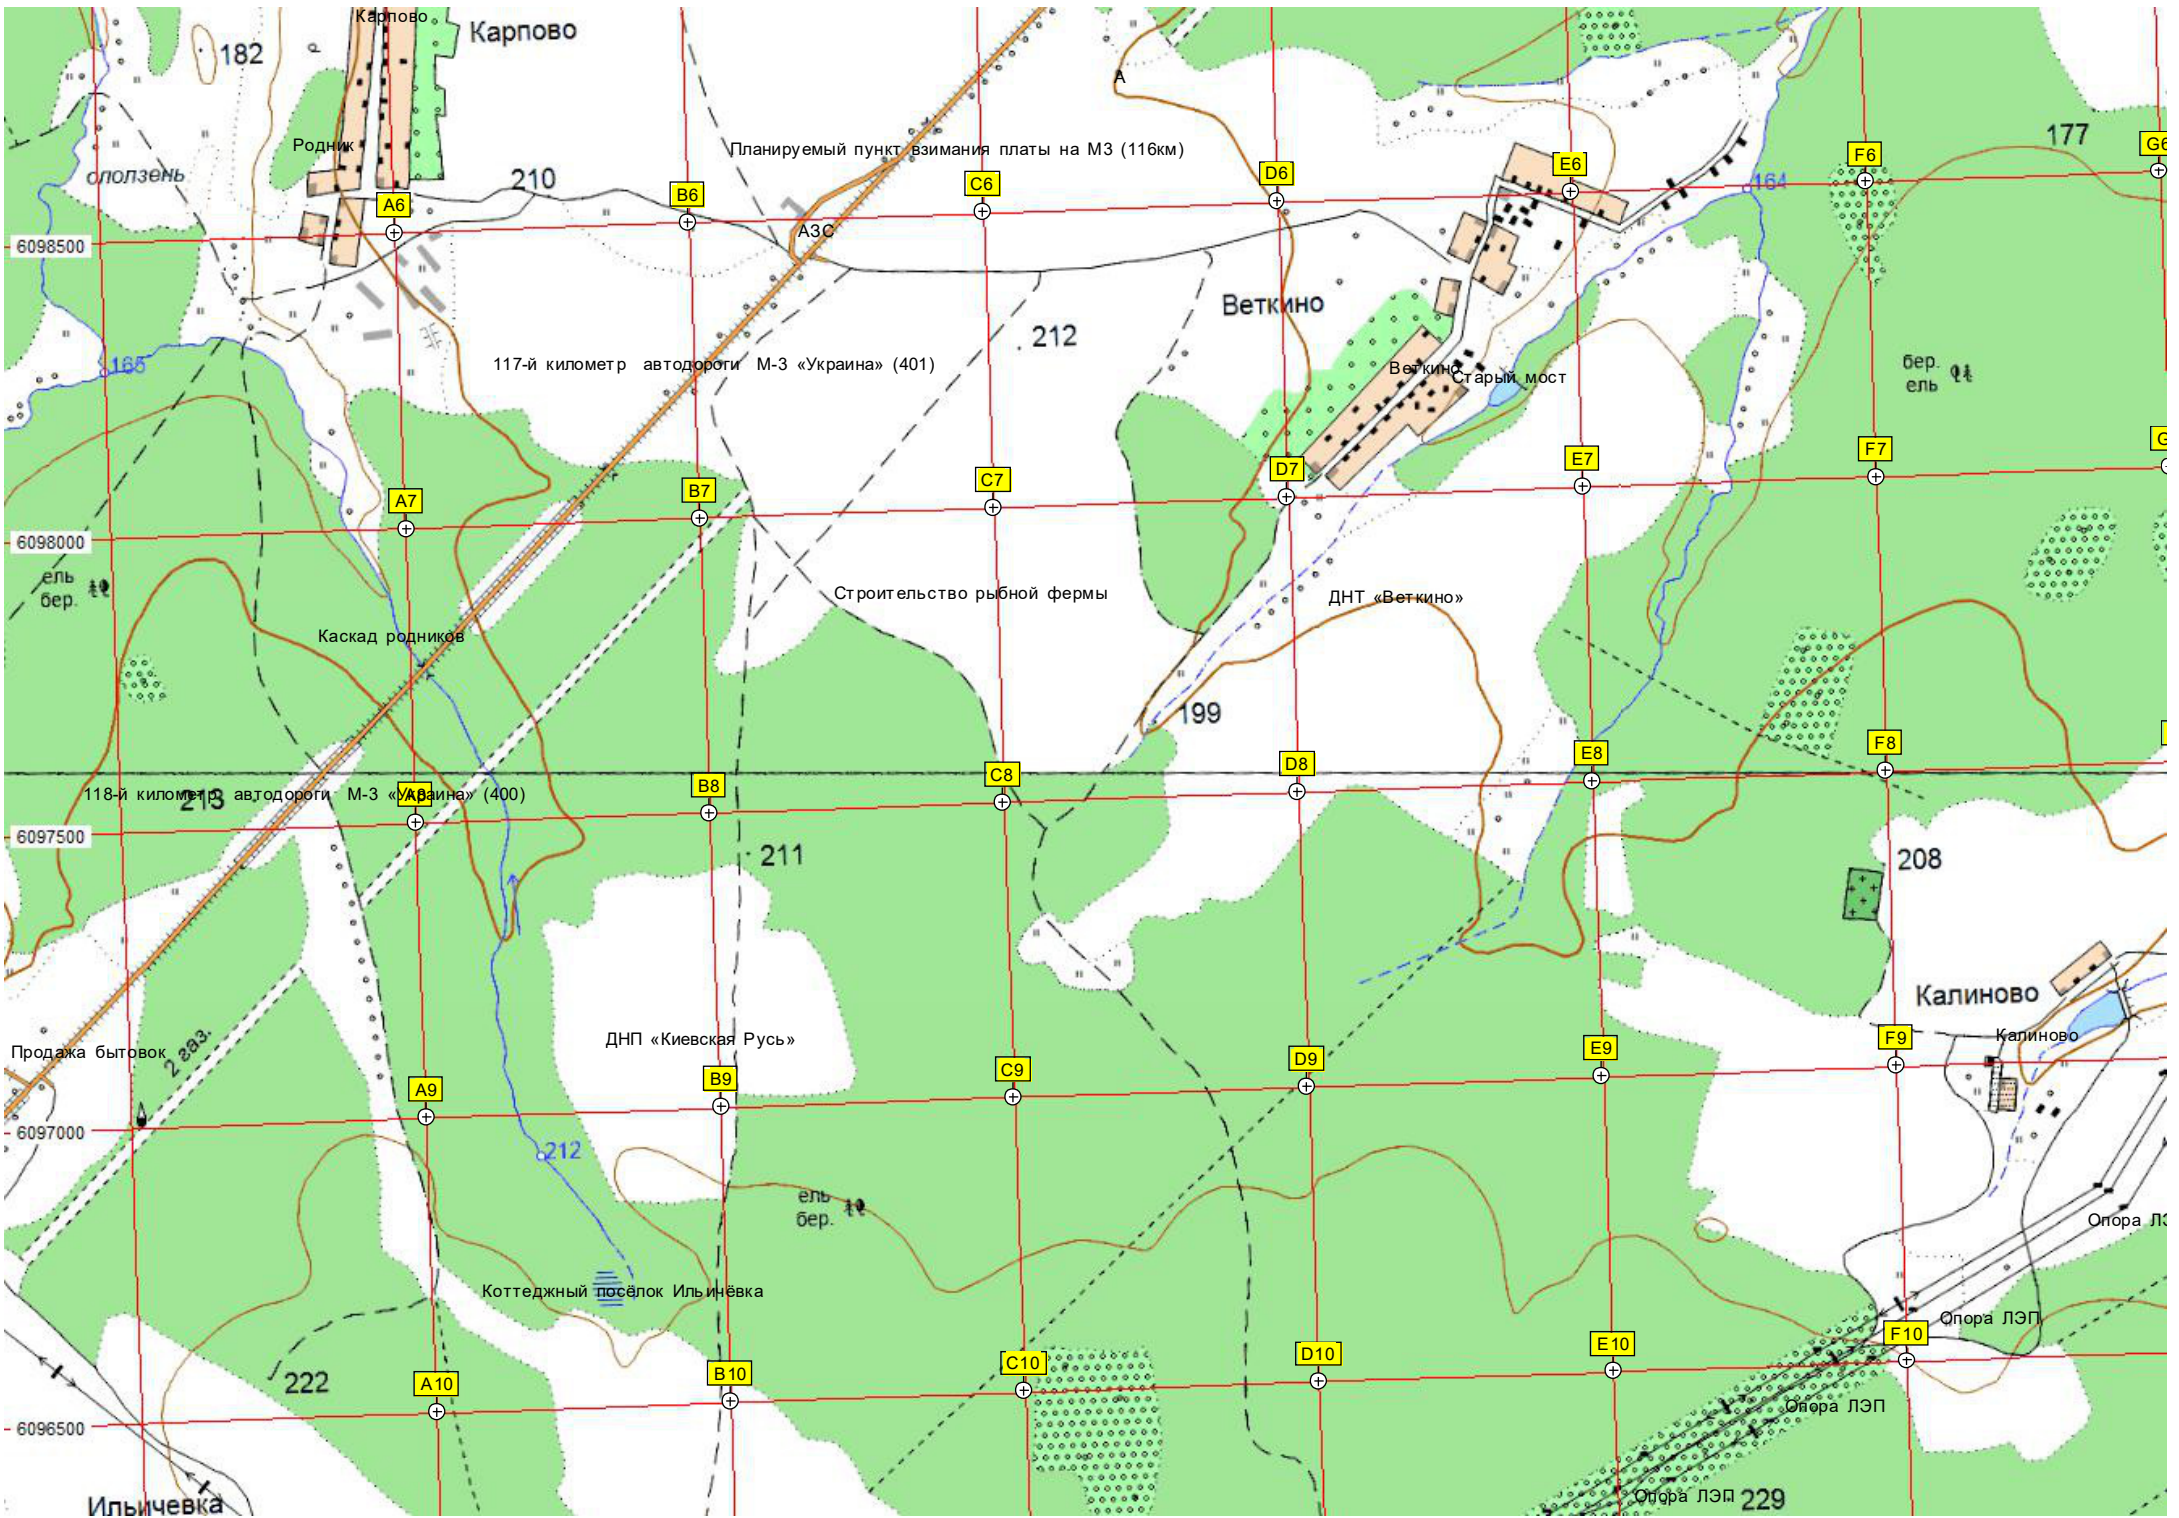 Карпово
Карпово
182
Родник
оползень
210
Планируемый пункт взимания платы на М3 (116км)
А
177
A6
B6
C6
D6
E6
F6
164
6098500
АЗС
Веткино
212
165
117-й километр автодороги М-3 «Украина» (401)
Веткино
Старый мост
бер.
ель
A7
B7
C7
D7
E7
F7
6098000
ель
бер.
Строительство рыбной фермы
ДНТ «Веткино»
Каскад родников
199
118-й километр автодороги М-3 «Украина» (400)
213
A8
B8
C8
D8
E8
F8
6097500
211
208
Калиново
Калиново
2 газ.
Продажа бытовок
ДНП «Киевская Русь»
A9
B9
C9
D9
E9
F9
6097000
212
ель
бер.
Опора ЛЭ
Коттеджный посёлок Ильичёвка
Опора ЛЭП
222
A10
B10
C10
D10
E10
F10
Опора ЛЭП
6096500
Ильичевка
Опора ЛЭП
229